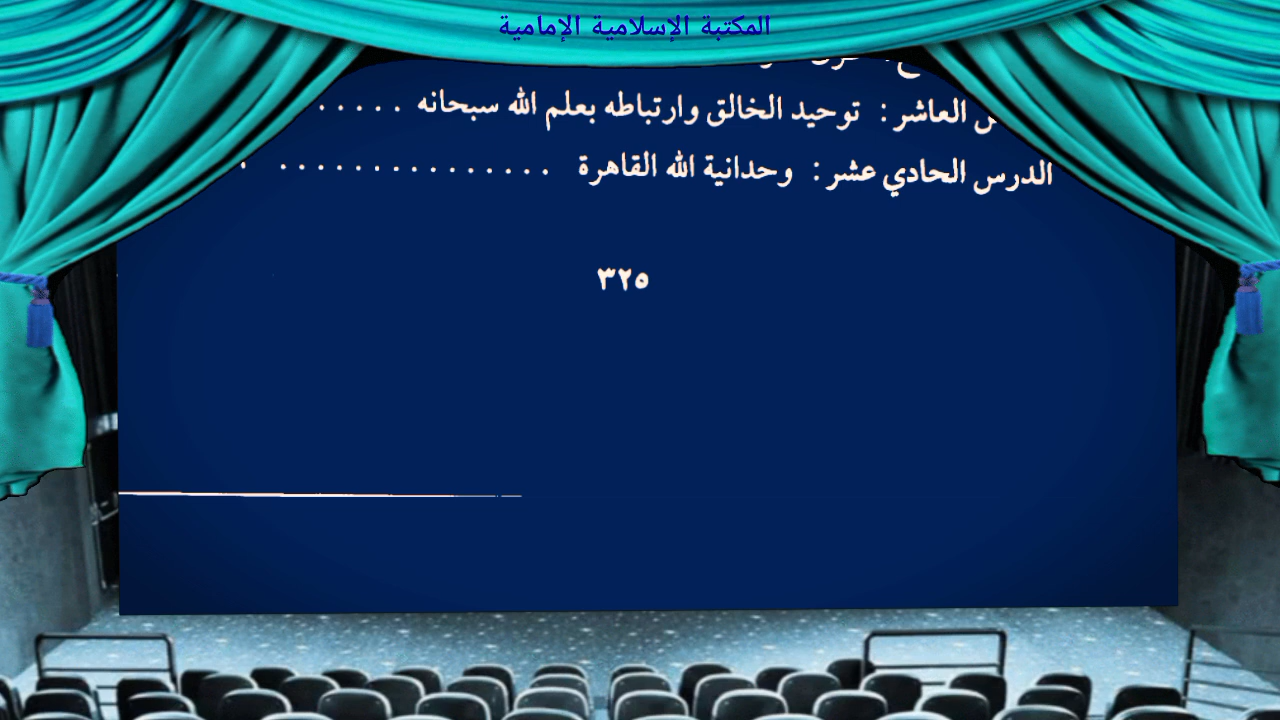 المكتبة الإسلامية الإمامية
العاشر : توحيد الخالق وارتباطه بعلم الله سبحانه . . . . .
الدرس الحادي عشر : وحدانية الله القاهرة . . . . . . . . . . . . . . . .
٣٢٥